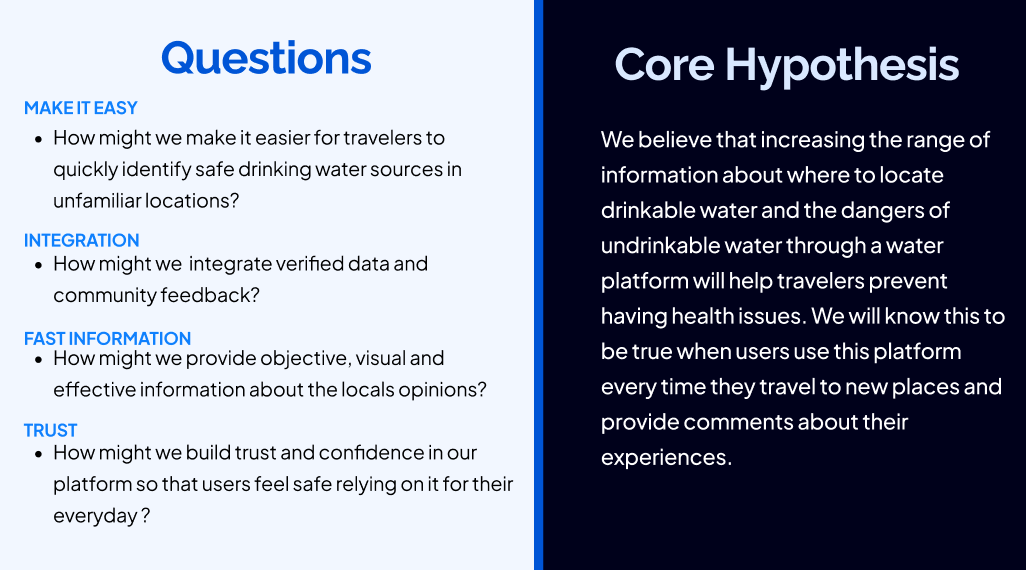 Questions
MAKE IT EASY
• How might we make it easier for travelers to
quickly identify safe drinking water sources in
unfamiliar locations?
INTEGRATION
• How might we  integrate verified data and
community feedback?
FAST INFORMATION
• How might we provide objective, visual and
effective information about the locals opinions?
TRUST
• How might we build trust and confidence in our
platform so that users feel safe relying on it for their
everyday ?
Core Hypothesis
We believe that increasing the range of
information about where to locate
drinkable water and the dangers of
undrinkable water through a water
platform will help travelers prevent
having health issues. We will know this to
be true when users use this platform
every time they travel to new places and
provide comments about their
experiences.